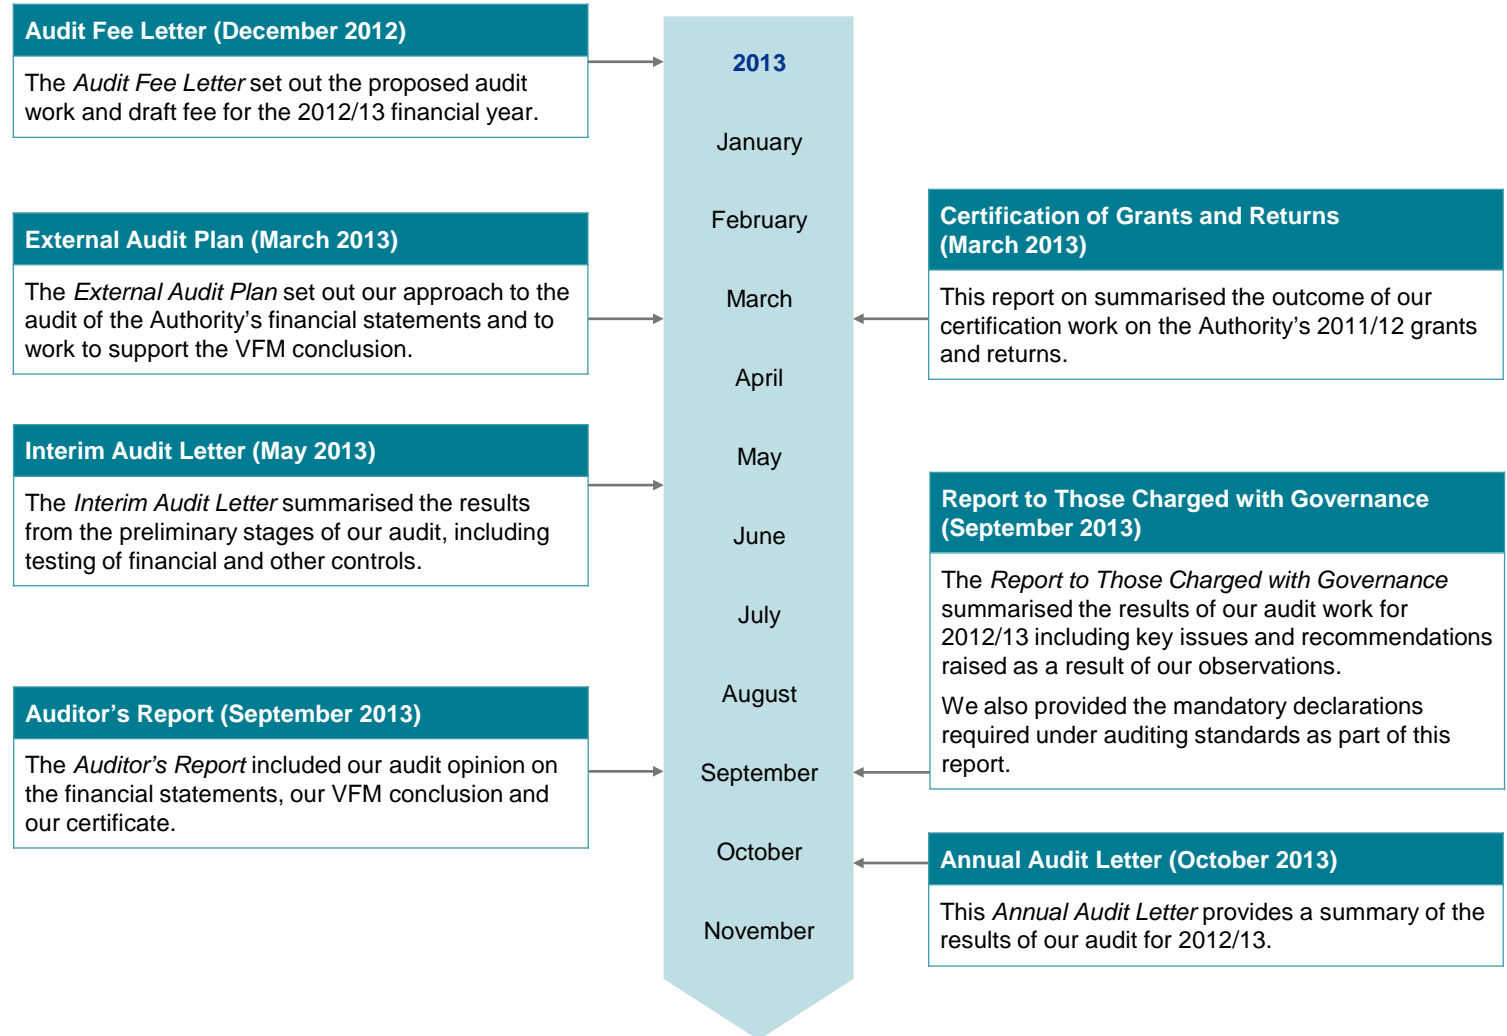 Audit Fee Letter (December 2012)
The Audit Fee Letter set out the proposed audit
work and draft fee for the 2012/13 financial year.
External Audit Plan (March 2013)
The External Audit Plan set out our approach to the
audit of the Authority's financial statements and to
work to support the VFM conclusion.
Interim Audit Letter (May 2013)
The Interim Audit Letter summarised the results
from the preliminary stages of our audit, including
testing of financial and other controls.
Auditor's Report (September 2013)
The Auditor's Report included our audit opinion on
the financial statements, our VFM conclusion and
our certificate.
2013
January
February
March
April
May
June
July
August
September
October
November
Certification of Grants and Returns
(March 2013)
This report on summarised the outcome of our
certification work on the Authority's 2011/12 grants
and returns.
Report to Those Charged with Governance
(September 2013)
The Report to Those Charged with Governance
summarised the results of our audit work for
2012/13 including key issues and recommendations
raised as a result of our observations.
We also provided the mandatory declarations
required under auditing standards as part of this
report.
Annual Audit Letter (October 2013)
This Annual Audit Letter provides a summary of the
results of our audit for 2012/13.